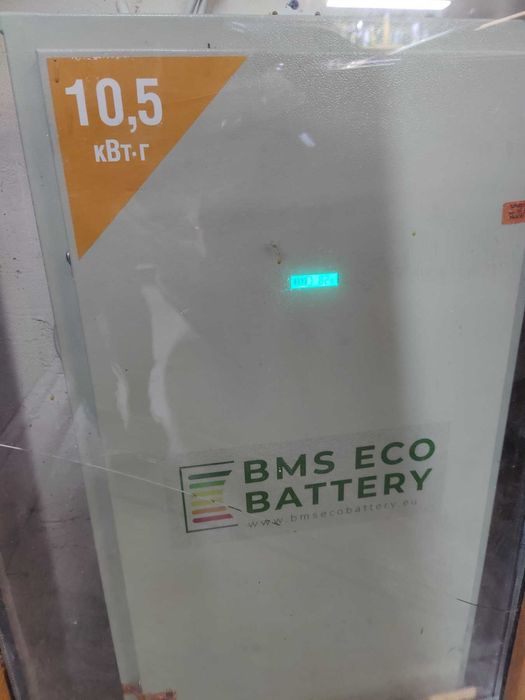 10,5
кВт·г
BMS ECO
BATTERY
www.bmsecobattery.eu